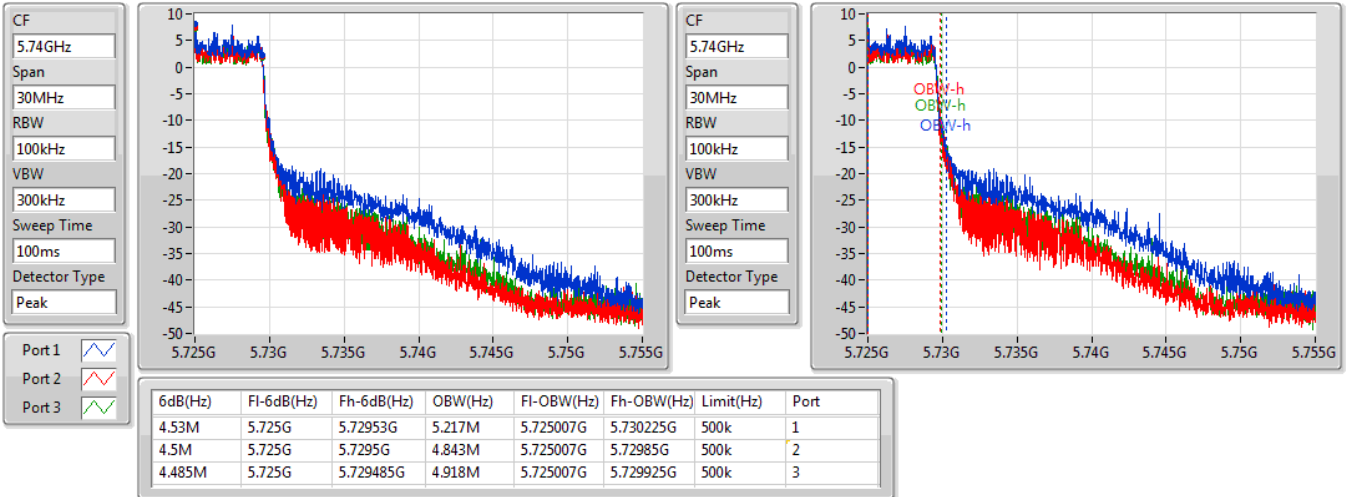 CF
5.74GHz
Span
30MHz
RBW
100kHz
VBW
300kHz
Sweep Time
100ms
Detector Type
Peak
10
5
0
-5
-10
-15
-20
-25
-30
-35
-40
-45
-50
5.725G 5.73G 5.735G 5.74G 5.745G 5.75G 5.755G
CF
5.74GHz
Span
30MHz
RBW
100kHz
VBW
300kHz
Sweep Time
100ms
Detector Type
Peak
10
5
0
-5
-10
-15
-20
-25
-30
-35
-40
-45
-50
OBW-h
OBW-h
OBW-h
5.725G 5.73G 5.735G 5.74G 5.745G 5.75G 5.755G
Port 1
Port 2
Port 3
6dB(Hz) Fl-6dB(Hz) Fh-6dB(Hz) OBW(Hz) Fl-OBW(Hz) Fh-OBW(Hz) Limit(Hz) Port
4.53M 5.725G 5.72953G 5.217M 5.725007G 5.730225G 500k 1
4.5M 5.725G 5.7295G 4.843M 5.725007G 5.72985G 500k 2
4.485M 5.725G 5.729485G 4.918M 5.725007G 5.729925G 500k 3